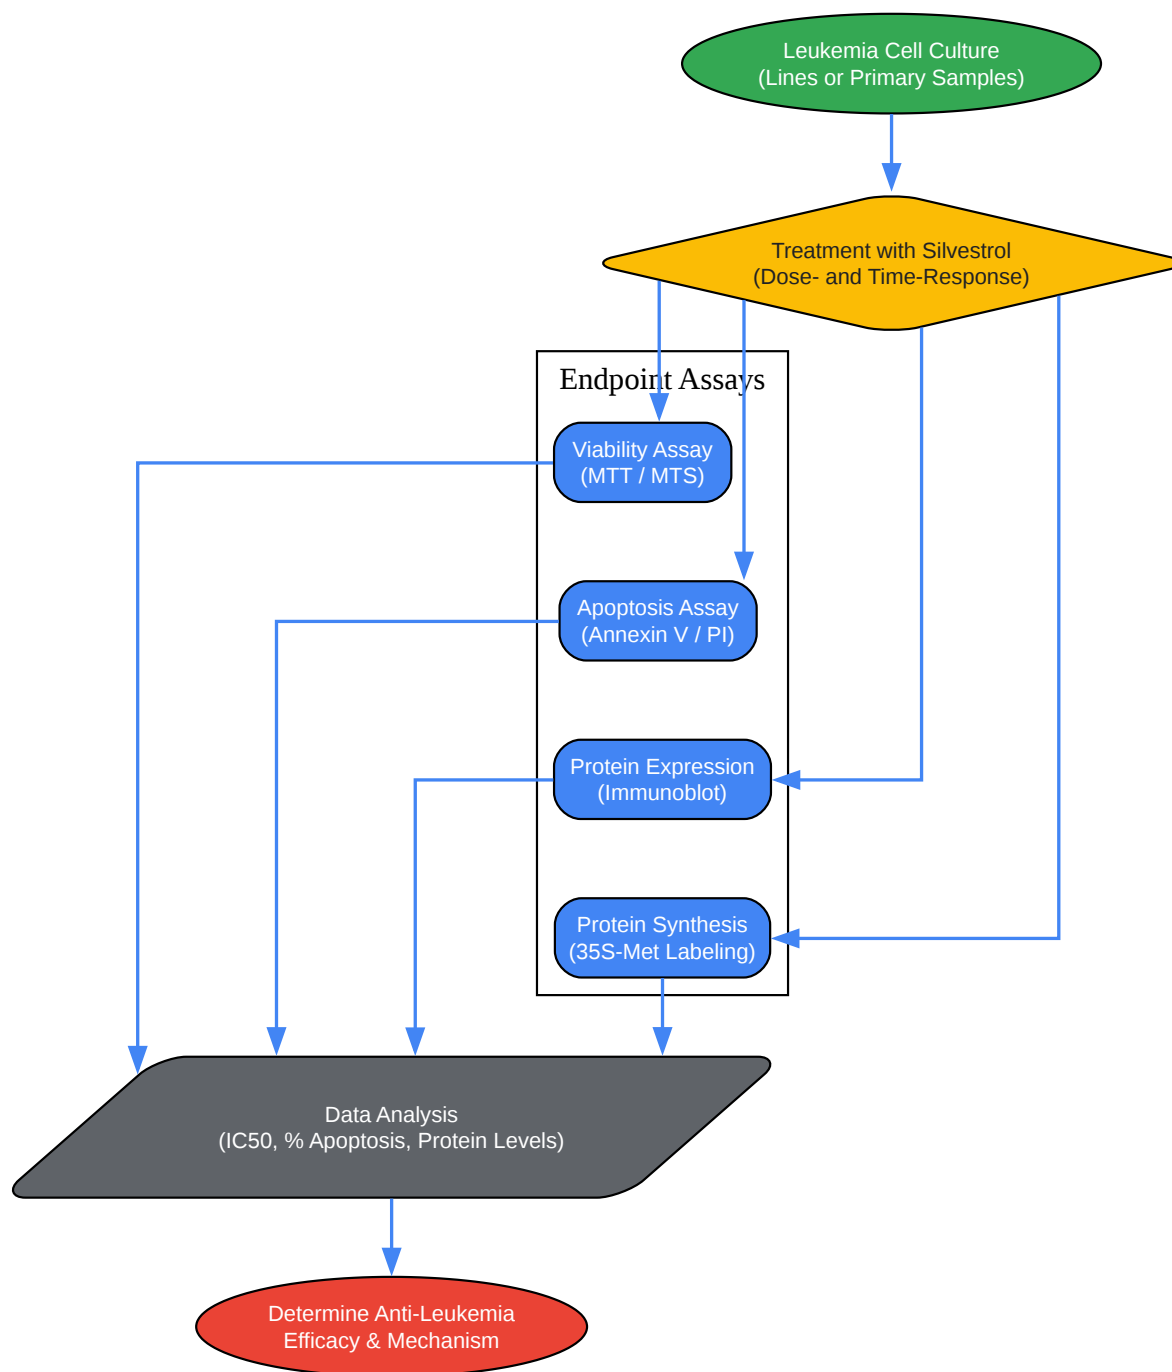 Leukemia Cell Culture
(Lines or Primary Samples)
Treatment with Silvestrol
(Dose- and Time-Response)
Endpoint Assays
Viability Assay
(MTT / MTS)
Apoptosis Assay
(Annexin V / PI)
Protein Expression
(Immunoblot)
Protein Synthesis
(35S-Met Labeling)
Data Analysis
(IC50, % Apoptosis, Protein Levels)
Determine Anti-Leukemia
Efficacy & Mechanism